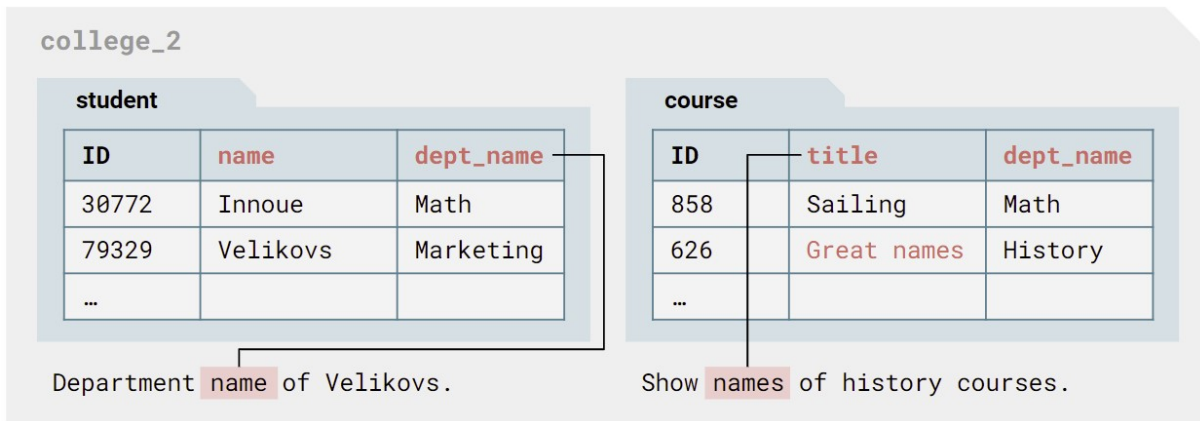 college_2
student
ID name dept_name
30772 Innoue Math
79329 Velikovs Marketing
…
Department name of Velikovs.
course
ID title dept_name
858 Sailing Math
626 Great names History
…
Show names of history courses.